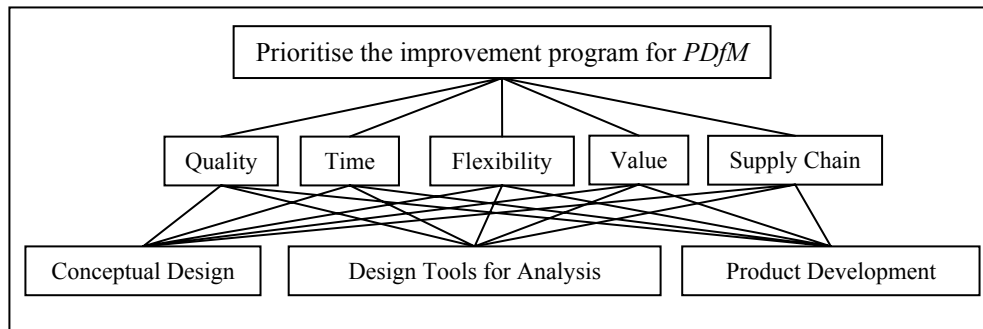 Prioritise the improvement program for PDfM
Quality
Time
Flexibility
Value
Supply Chain
Conceptual Design
Design Tools for Analysis
Product Development